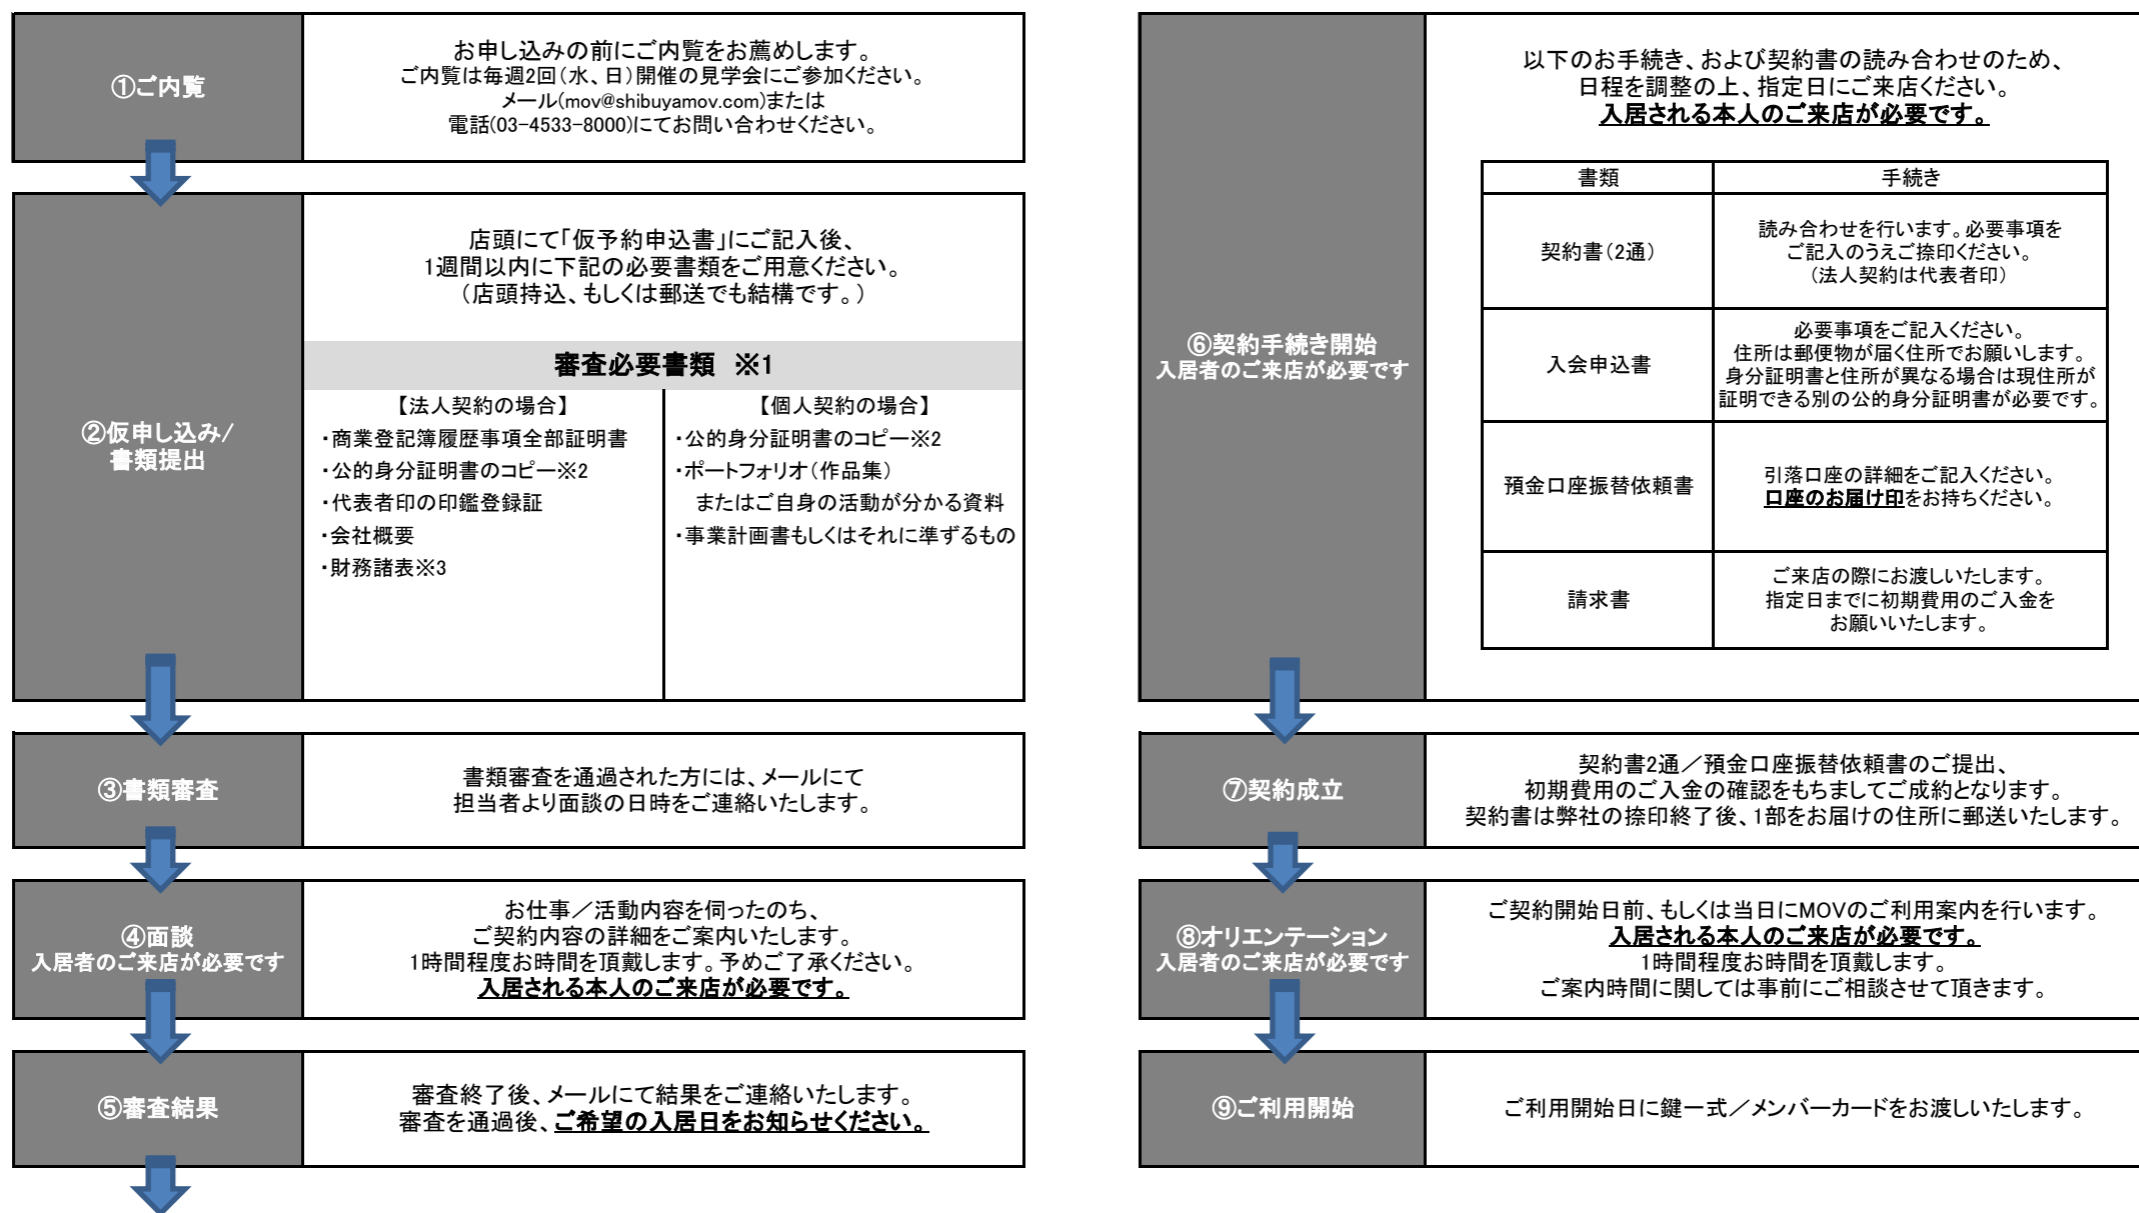 ①ご内覧
お申し込みの前にご内覧をお薦めします。
ご内覧は毎週2回（水、日）開催の見学会にご参加ください。
メール(mov@shibuyamov.com)または
電話(03-4533-8000)にてお問い合わせください。
②仮申し込み/
書類提出
店頭にて「仮予約申込書」にご記入後、
1週間以内に下記の必要書類をご用意ください。
（店頭持込、もしくは郵送でも結構です。）
審査必要書類　※1
【法人契約の場合】
・商業登記簿履歴事項全部証明書
・公的身分証明書のコピー※2
・代表者印の印鑑登録証
・会社概要
・財務諸表※3
【個人契約の場合】
・公的身分証明書のコピー※2
・ポートフォリオ（作品集）
またはご自身の活動が分かる資料
・事業計画書もしくはそれに準ずるもの
③書類審査
書類審査を通過された方には、メールにて
担当者より面談の日時をご連絡いたします。
④面談
入居者のご来店が必要です
お仕事／活動内容を伺ったのち、
ご契約内容の詳細をご案内いたします。
1時間程度お時間を頂戴します。予めご了承ください。
入居される本人のご来店が必要です。
⑤審査結果
審査終了後、メールにて結果をご連絡いたします。
審査を通過後、ご希望の入居日をお知らせください。
⑥契約手続き開始
入居者のご来店が必要です
以下のお手続き、および契約書の読み合わせのため、
日程を調整の上、指定日にご来店ください。
入居される本人のご来店が必要です。
書類
手続き
契約書（2通）
読み合わせを行います。必要事項を
ご記入のうえご捺印ください。
（法人契約は代表者印）
入会申込書
必要事項をご記入ください。
住所は郵便物が届く住所でお願いします。
身分証明書と住所が異なる場合は現住所が
証明できる別の公的身分証明書が必要です。
預金口座振替依頼書
引落口座の詳細をご記入ください。
口座のお届け印をお持ちください。
請求書
ご来店の際にお渡しいたします。
指定日までに初期費用のご入金を
お願いいたします。
⑦契約成立
契約書2通／預金口座振替依頼書のご提出、
初期費用のご入金の確認をもちましてご成約となります。
契約書は弊社の捺印終了後、1部をお届けの住所に郵送いたします。
⑧オリエンテーション
入居者のご来店が必要です
ご契約開始日前、もしくは当日にMOVのご利用案内を行います。
入居される本人のご来店が必要です。
1時間程度お時間を頂戴します。
ご案内時間に関しては事前にご相談させて頂きます。
⑨ご利用開始
ご利用開始日に鍵一式／メンバーカードをお渡しいたします。